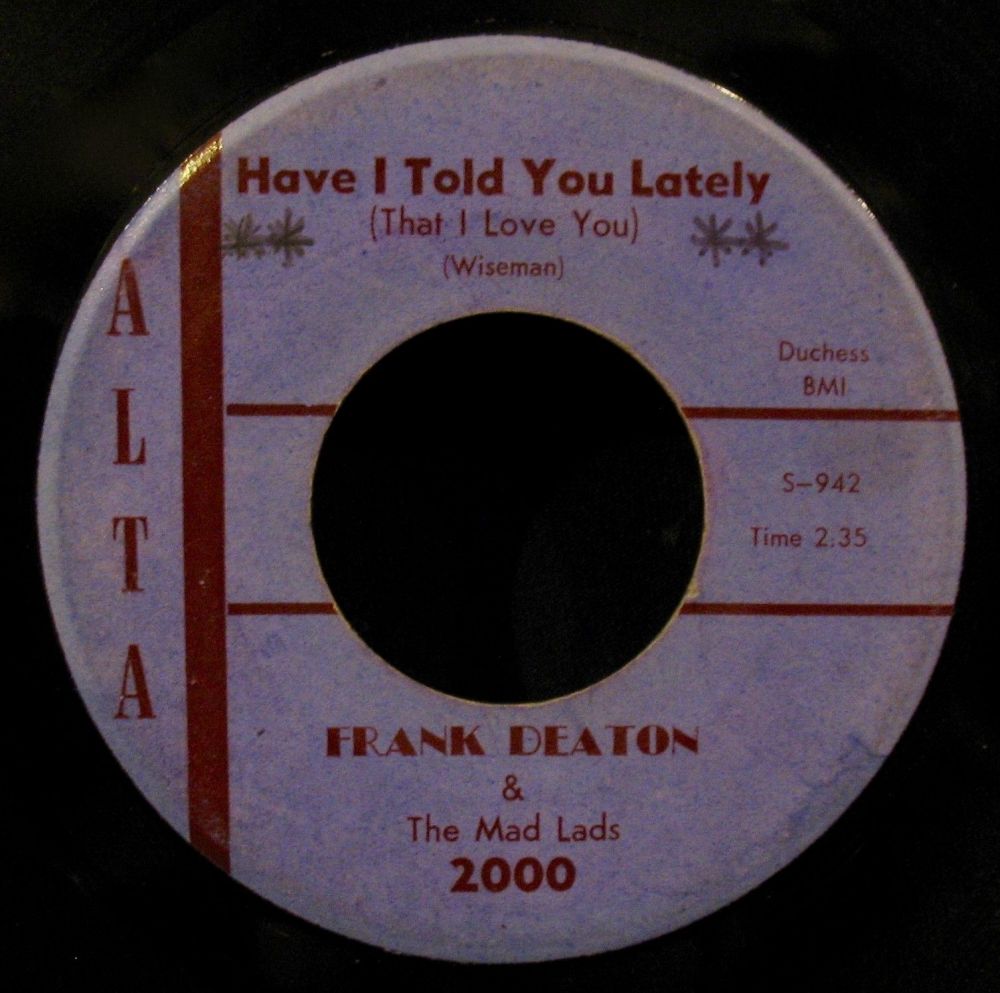 Have I Told You Lately
(That I Love You)
(Wiseman)
ALTA
Duchess
BMI
S-942
Time 2:35
FRANK DEATON
&
The Mad Lads
2000